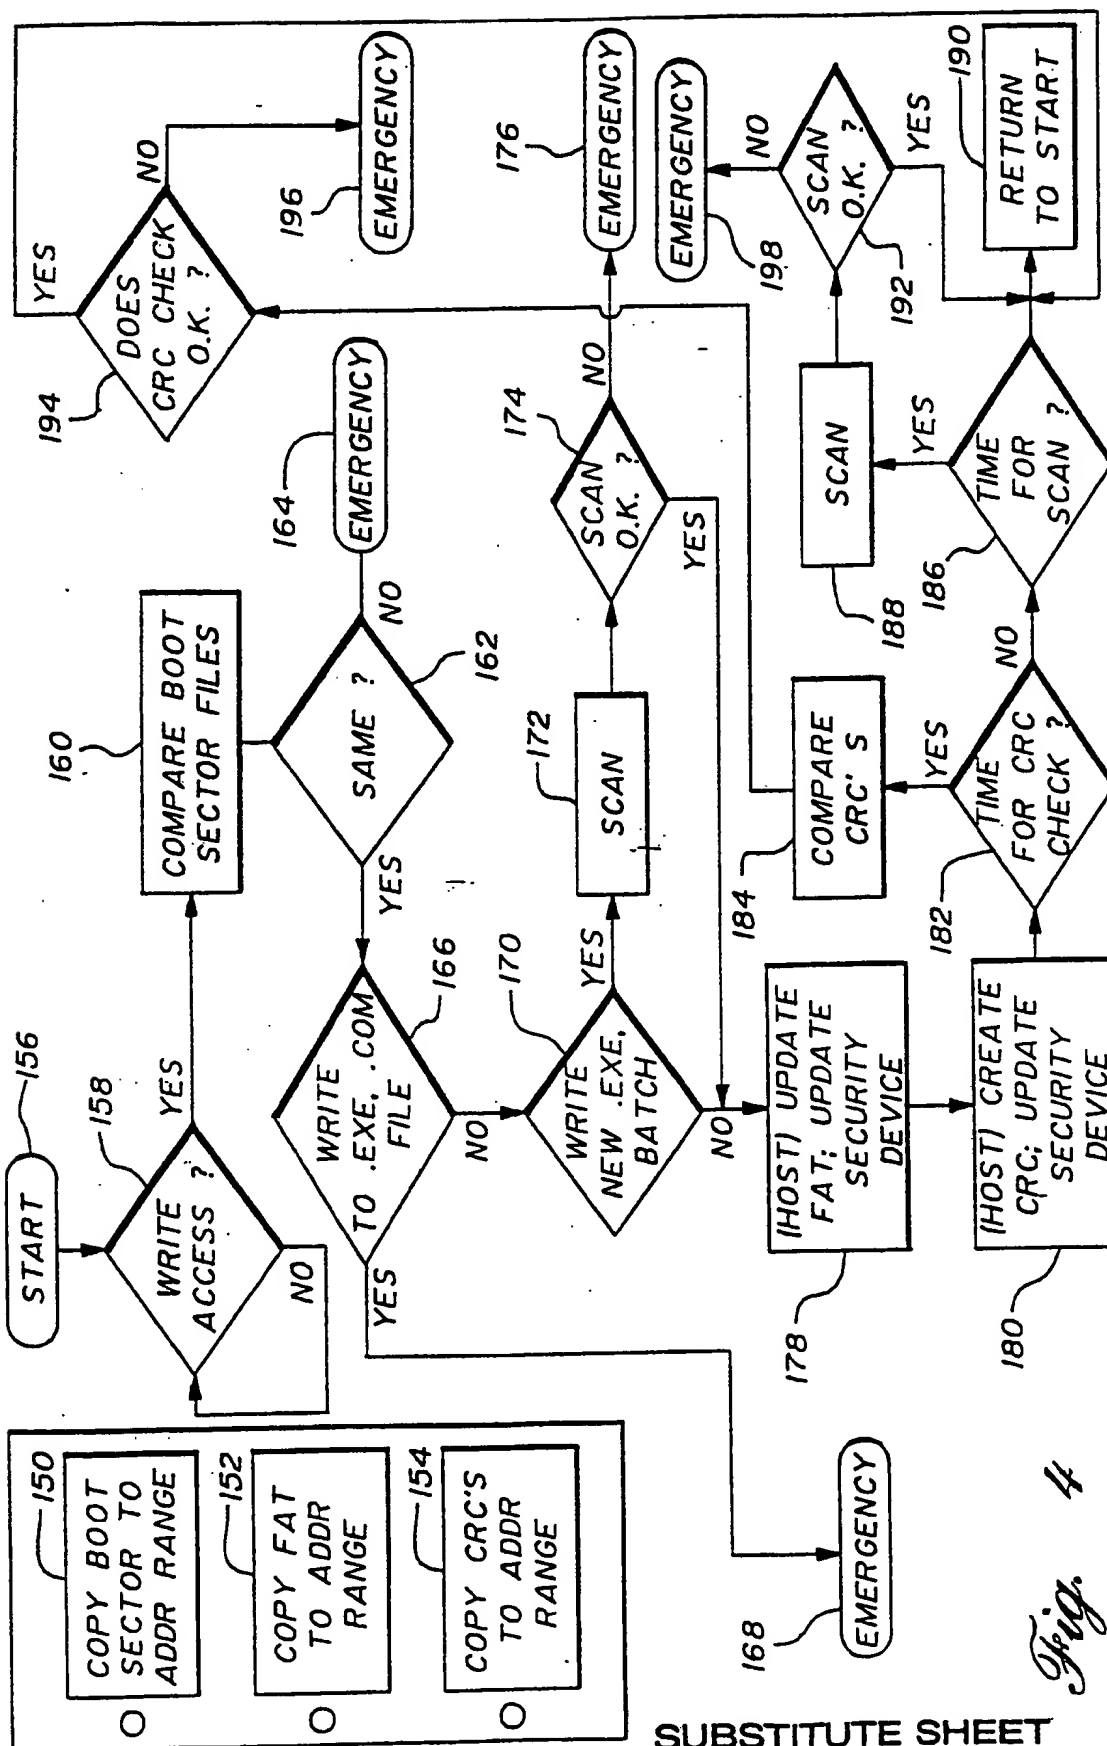 150
COPY BOOT
SECTOR TO
ADDR RANGE
152
COPY FAT
TO ADDR
RANGE
154
COPY CRC'S
TO ADDR
RANGE
START
156
WRITE
ACCESS ?
158
YES
NO
160
COMPARE BOOT
SECTOR FILES
SAME ?
162
YES
NO
164
EMERGENCY
WRITE
TO .EXE, .COM
FILE
166
YES
NO
168
EMERGENCY
WRITE
NEW .EXE,
BATCH
170
YES
NO
172
SCAN
SCAN
O.K. ?
174
NO
YES
176
EMERGENCY
(HOST) UPDATE
FAT; UPDATE
SECURITY
DEVICE
178
(HOST) CREATE
CRC; UPDATE
SECURITY
DEVICE
180
TIME
FOR CRC
CHECK ?
182
YES
NO
184
COMPARE
CRC' S
TIME
FOR
SCAN ?
186
YES
188
SCAN
SCAN
O.K. ?
192
NO
YES
198
EMERGENCY
190
RETURN
TO START
194
DOES
CRC CHECK
O.K. ?
YES
NO
196
EMERGENCY
Fig. 4
SUBSTITUTE SHEET